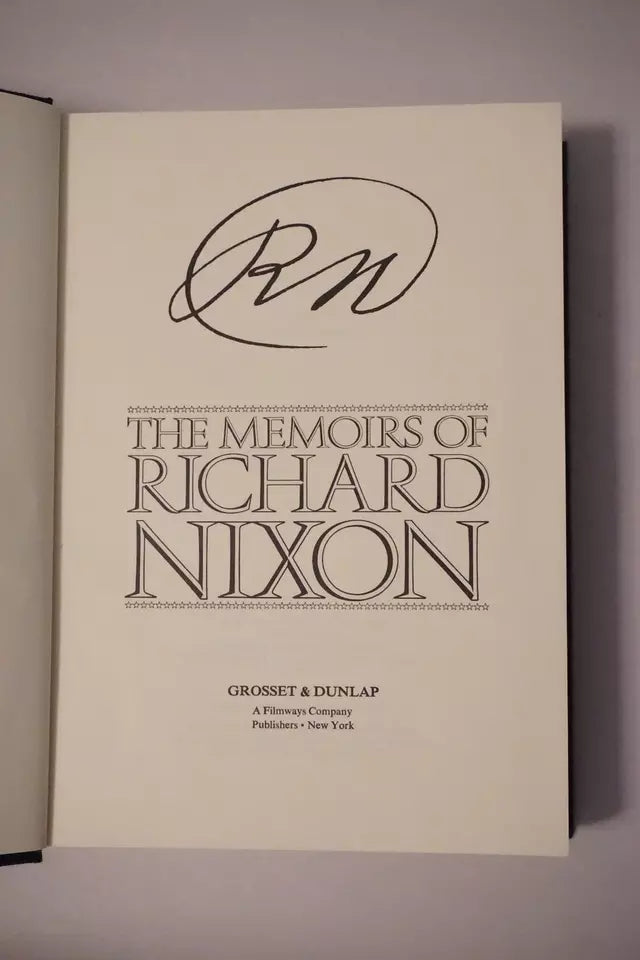 RN
THE MEMOIRS OF
RICHARD
NIXON
GROSSET & DUNLAP
A Filmways Company
Publishers • New York